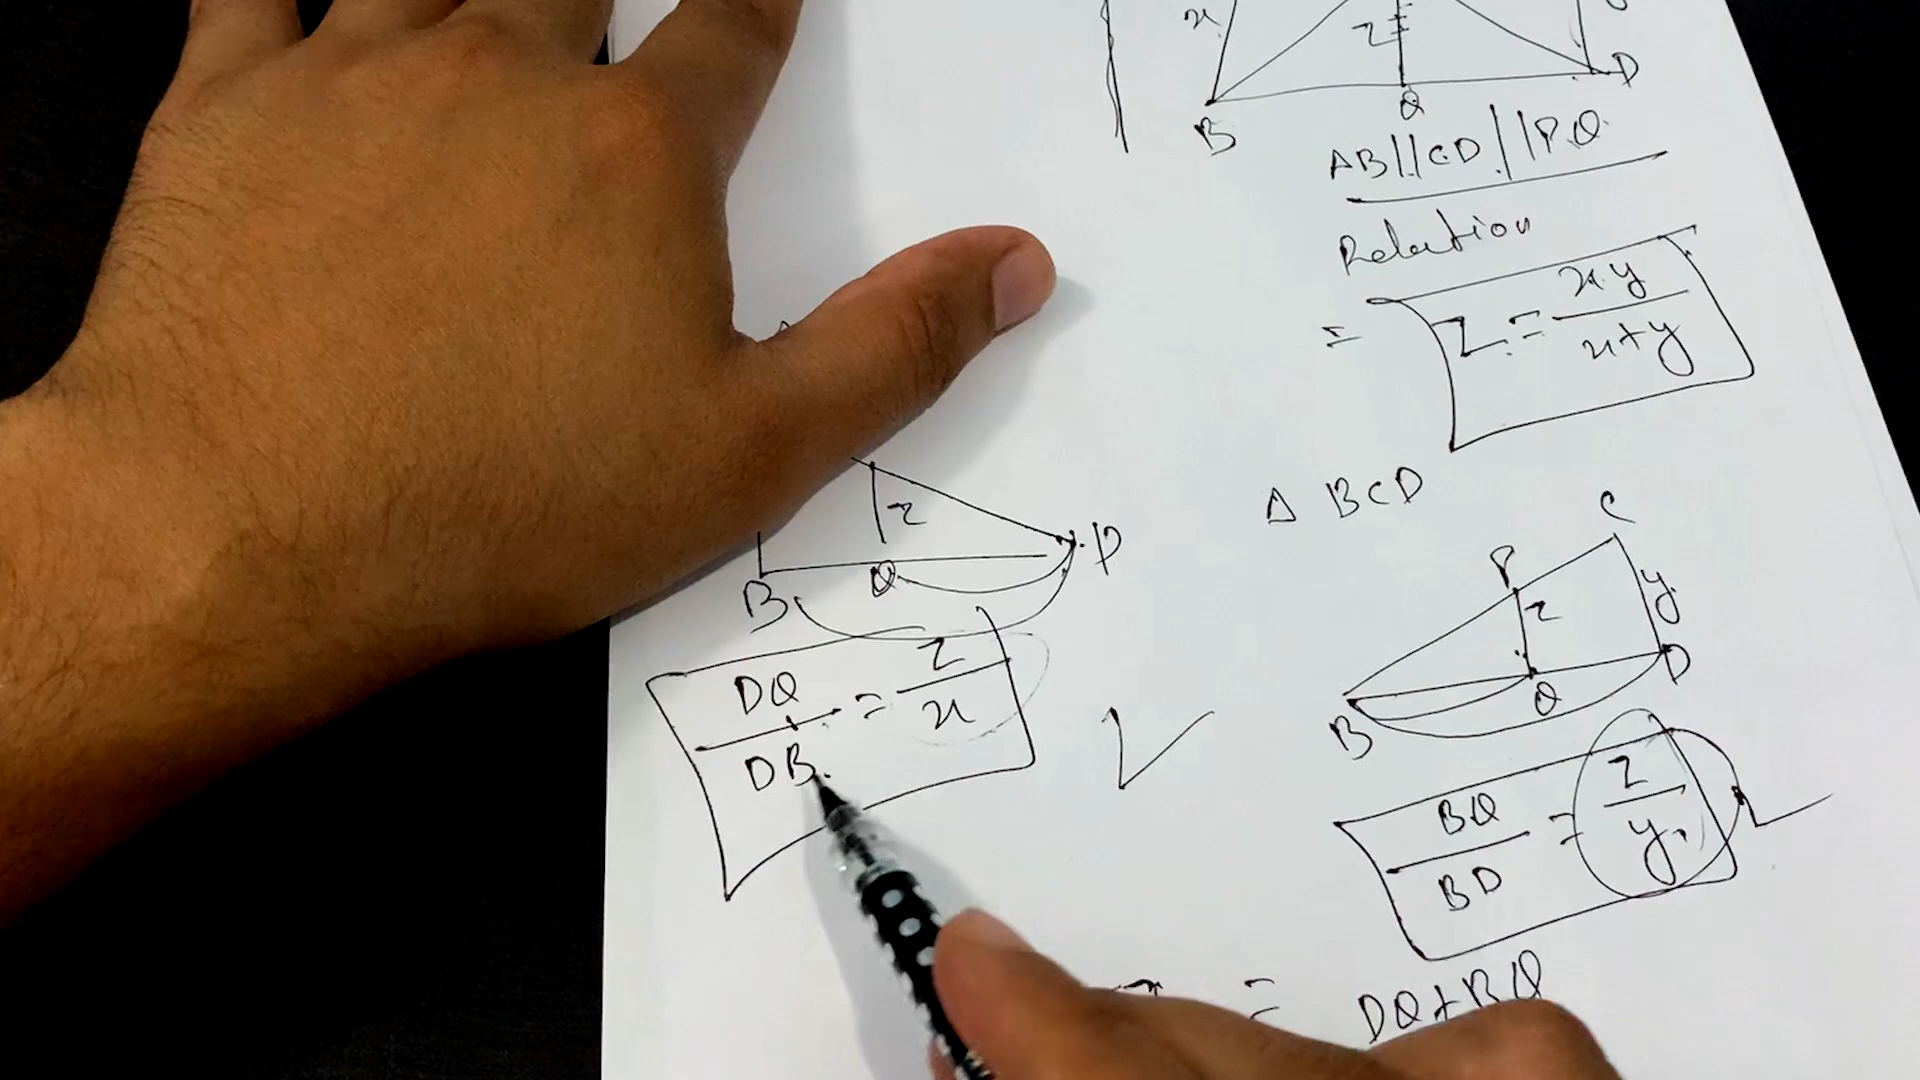 x
Z
D
B
Q
AB||CD||PQ
Relation
= Z = x.y / x+y
Δ BCD
C
P
z
y
z
D
B
Q
B
Q
D
DQ / DB = Z / x
BQ / BD = Z / y
= DQ+BQ